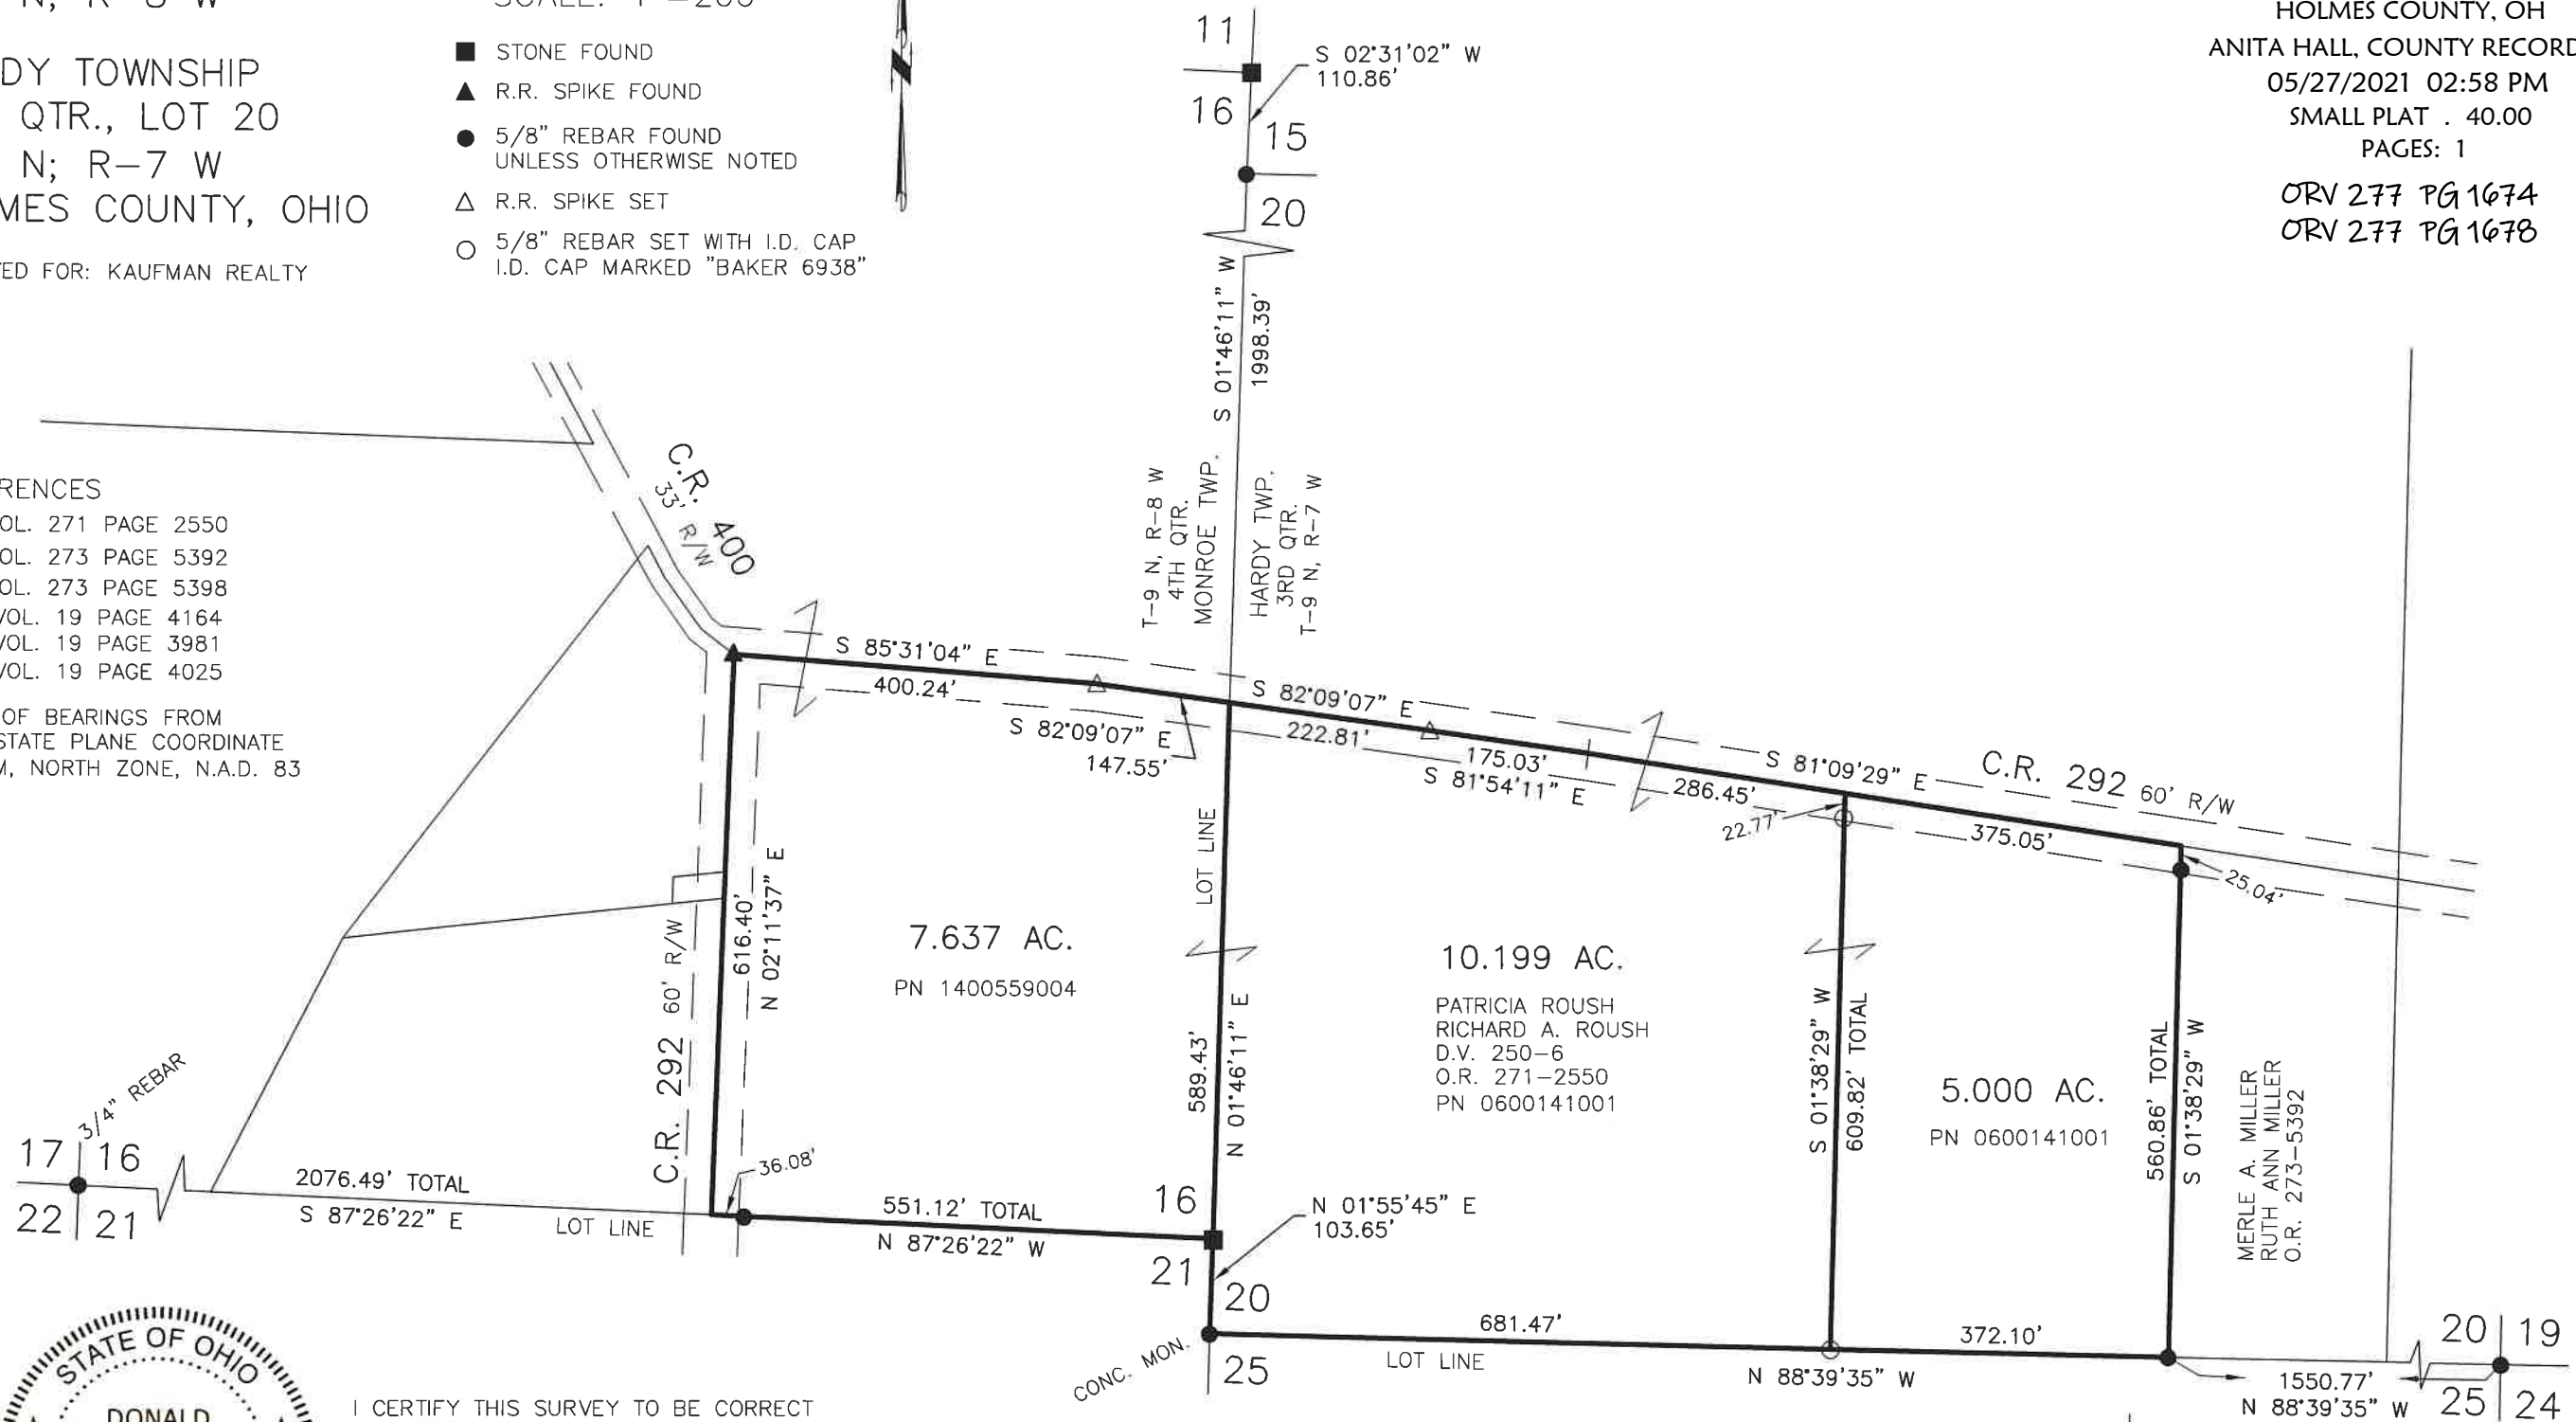 SCALE: 1"=200'
DY TOWNSHIP
QTR., LOT 20
N; R-7 W
MES COUNTY, OHIO
ED FOR: KAUFMAN REALTY
STONE FOUND
R.R. SPIKE FOUND
5/8" REBAR FOUND
UNLESS OTHERWISE NOTED
R.R. SPIKE SET
5/8" REBAR SET WITH I.D. CAP
I.D. CAP MARKED "BAKER 6938"
HOLMES COUNTY, OH
ANITA HALL, COUNTY RECORD
05/27/2021 02:58 PM
SMALL PLAT . 40.00
PAGES: 1
ORV 277 PG 1674
ORV 277 PG 1678
11
S 02°31'02" W
110.86'
16
15
20
S 01°46'11" W
1998.39'
T-9 N, R-8 W
4TH QTR.
MONROE TWP.
HARDY TWP.
3RD QTR.
T-9 N, R-7 W
RENCES
OL. 271 PAGE 2550
OL. 273 PAGE 5392
OL. 273 PAGE 5398
VOL. 19 PAGE 4164
VOL. 19 PAGE 3981
VOL. 19 PAGE 4025
OF BEARINGS FROM
STATE PLANE COORDINATE
M, NORTH ZONE, N.A.D. 83
C.R. 400
33' R/W
S 85°31'04" E
400.24'
S 82°09'07" E
147.55'
S 82°09'07" E
222.81'
175.03'
S 81°54'11" E
286.45'
S 81°09'29" E
22.77'
375.05'
C.R. 292 60' R/W
25.04'
616.40'
N 02°11'37" E
C.R. 292 60' R/W
7.637 AC.
PN 1400559004
LOT LINE
589.43'
N 01°46'11" E
10.199 AC.
PATRICIA ROUSH
RICHARD A. ROUSH
D.V. 250-6
O.R. 271-2550
PN 0600141001
S 01°38'29" W
609.82' TOTAL
5.000 AC.
PN 0600141001
560.86' TOTAL
S 01°38'29" W
MERLE A. MILLER
RUTH ANN MILLER
O.R. 273-5392
3/4" REBAR
17 16
22 21
2076.49' TOTAL
S 87°26'22" E
LOT LINE
36.08'
551.12' TOTAL
N 87°26'22" W
16
21
20
25
N 01°55'45" E
103.65'
CONC. MON.
681.47'
LOT LINE
372.10'
N 88°39'35" W
1550.77'
N 88°39'35" W
20 19
25 24
STATE OF OHIO
DONALD
I CERTIFY THIS SURVEY TO BE CORRECT